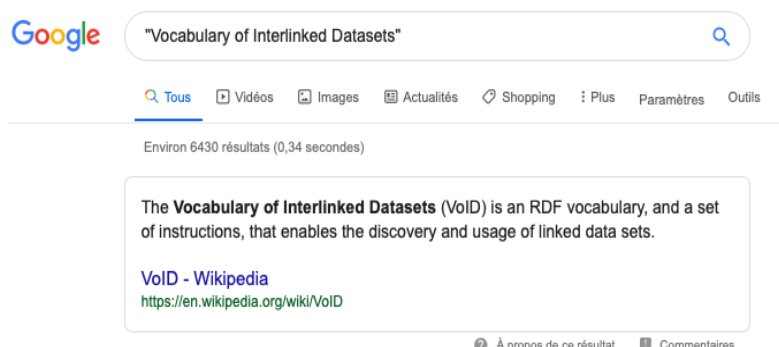 Google "Vocabulary of Interlinked Datasets"
Tous Vidéos Images Actualités Shopping Plus Paramètres Outils
Environ 6430 résultats (0,34 secondes)
The Vocabulary of Interlinked Datasets (VoID) is an RDF vocabulary, and a set
of instructions, that enables the discovery and usage of linked data sets.
VoID - Wikipedia
https://en.wikipedia.org/wiki/VoID
À propos de ce résultat Commentaires